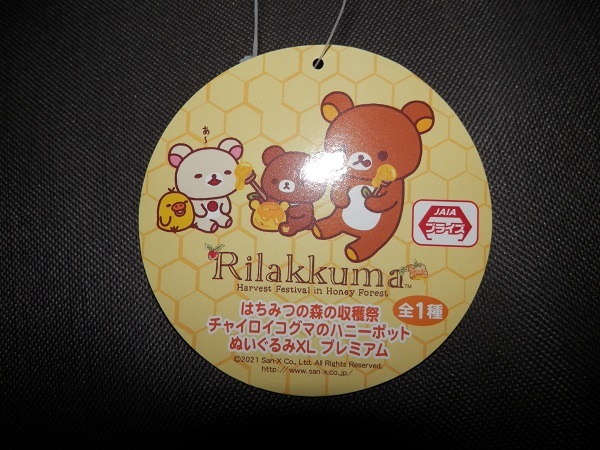 あ〜
JAIA
プライズ
Rilakkuma™
Harvest Festival in Honey Forest
はちみつの森の収穫祭
全1種
チャイロイコグマのハニーポット
ぬいぐるみXL プレミアム
©2021 San-X Co., Ltd. All Rights Reserved.
http://www.san-x.co.jp/